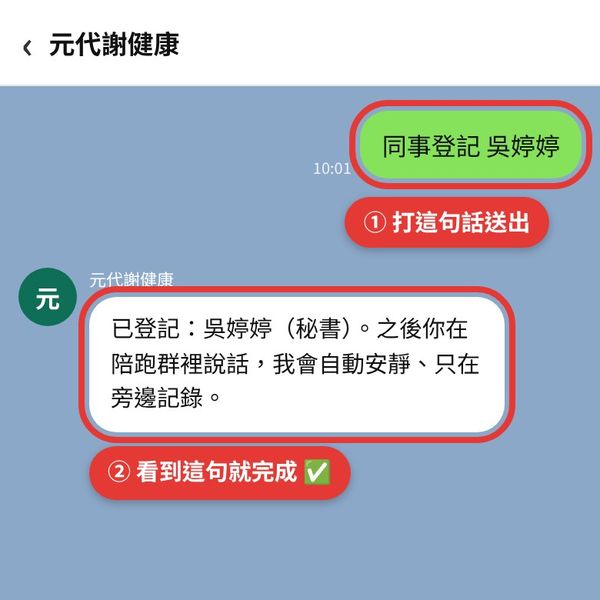 ‹ 元代謝健康
同事登記 吳婷婷
10:01
① 打這句話送出
元
元代謝健康
已登記：吳婷婷（秘書）。之後你在
陪跑群裡說話，我會自動安靜、只在
旁邊記錄。
② 看到這句就完成 ✅